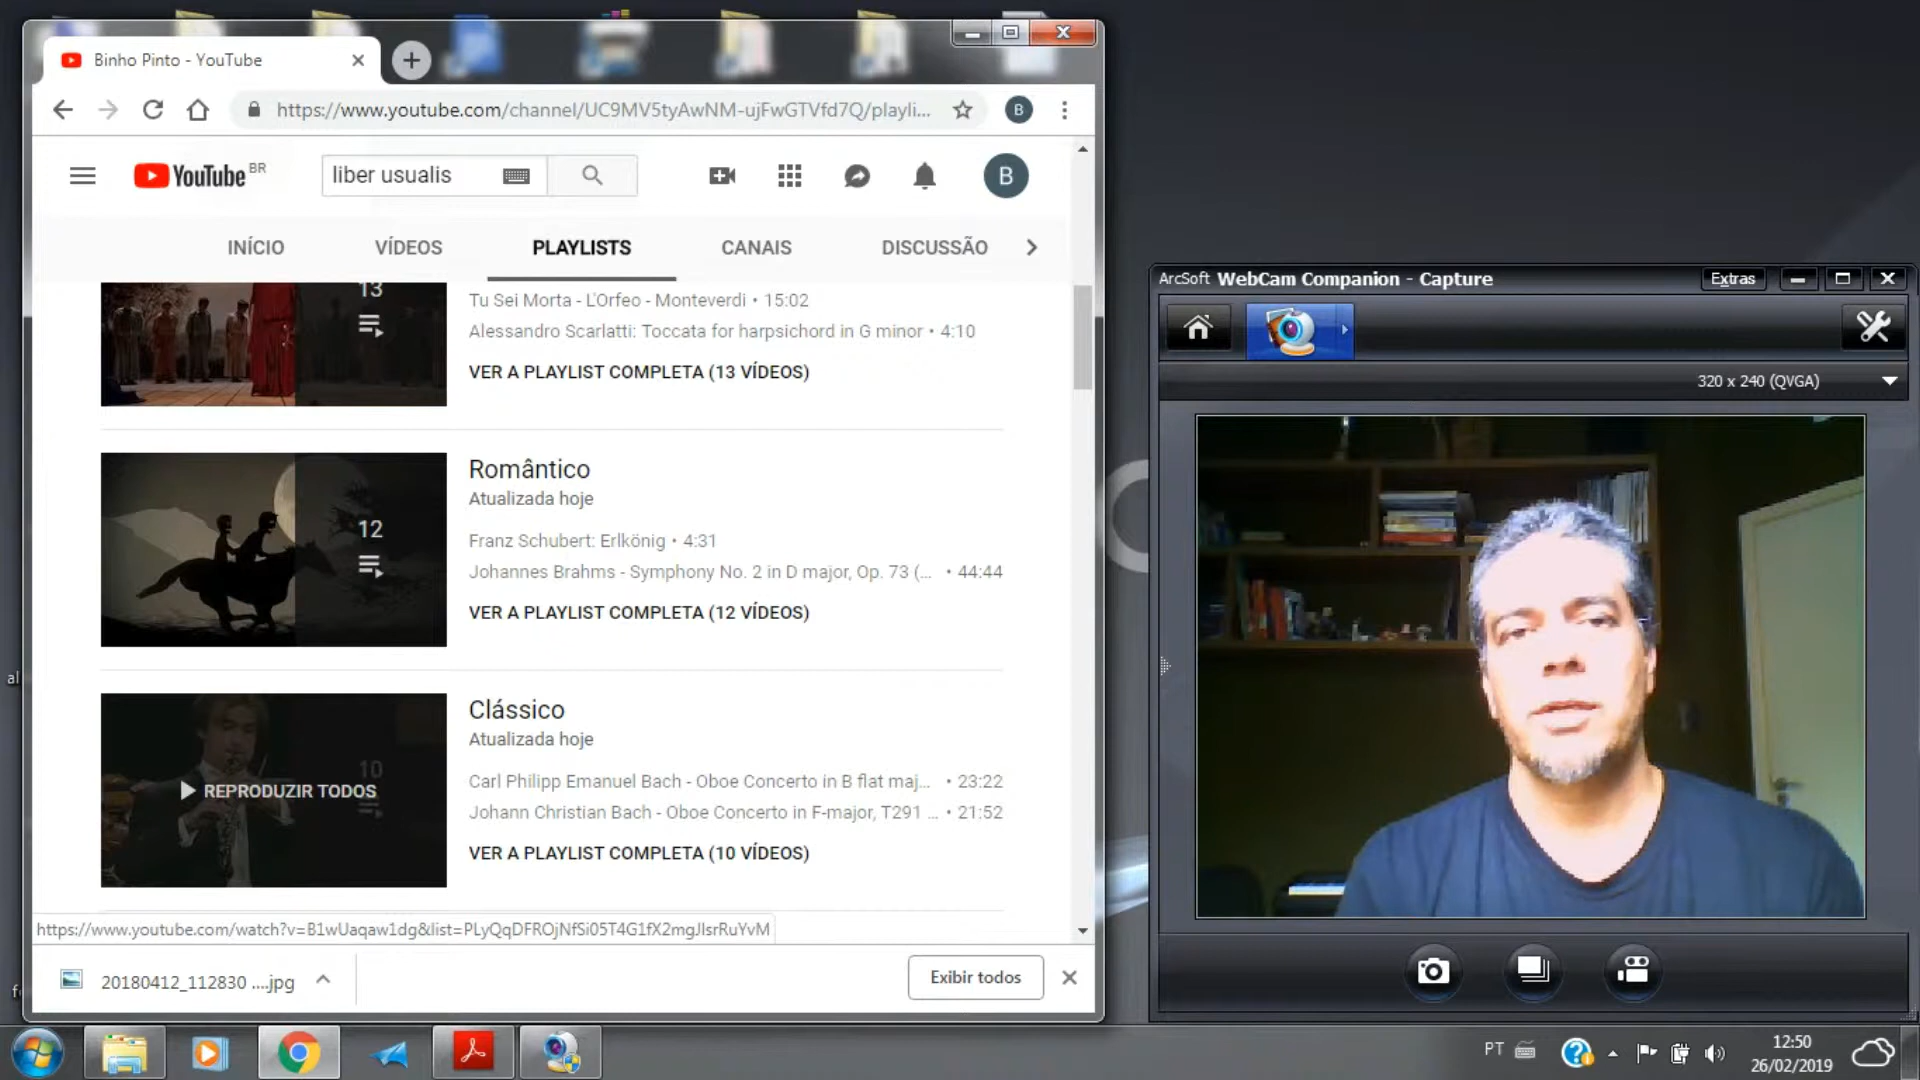 Binho Pinto - YouTube
https://www.youtube.com/channel/UC9MV5tyAwNM-ujFwGTVfd7Q/playli...
B
YouTube BR
liber usualis
B
INÍCIO
VÍDEOS
PLAYLISTS
CANAIS
DISCUSSÃO
13
Tu Sei Morta - L'Orfeo - Monteverdi • 15:02
Alessandro Scarlatti: Toccata for harpsichord in G minor • 4:10
VER A PLAYLIST COMPLETA (13 VÍDEOS)
12
Romântico
Atualizada hoje
Franz Schubert: Erlkönig • 4:31
Johannes Brahms - Symphony No. 2 in D major, Op. 73 (... • 44:44
VER A PLAYLIST COMPLETA (12 VÍDEOS)
10
REPRODUZIR TODOS
Clássico
Atualizada hoje
Carl Philipp Emanuel Bach - Oboe Concerto in B flat maj... • 23:22
Johann Christian Bach - Oboe Concerto in F-major, T291 ... • 21:52
VER A PLAYLIST COMPLETA (10 VÍDEOS)
https://www.youtube.com/watch?v=B1wUaqaw1dg&list=PLyQqDFROjNfSi05T4G1fX2mgJlsrRuYvM
20180412_112830 ....jpg
Exibir todos
ArcSoft WebCam Companion - Capture
Extras
320 x 240 (QVGA)
PT
12:50
26/02/2019